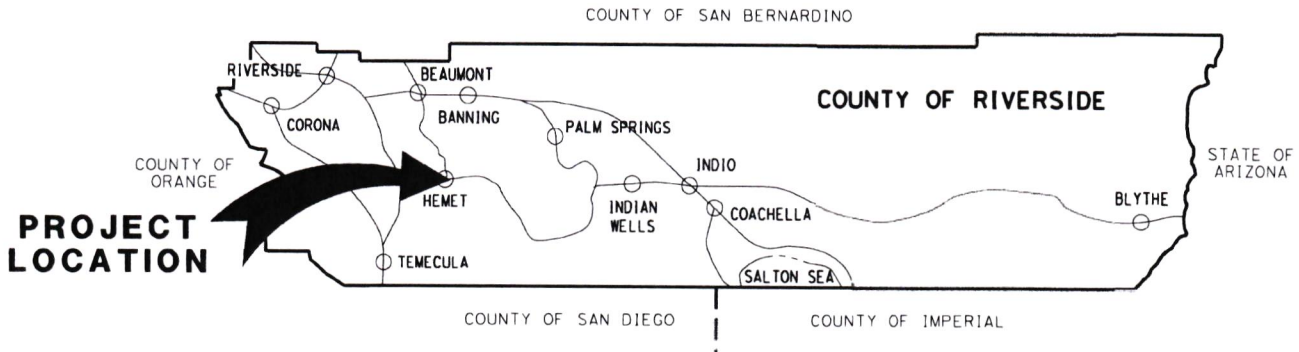 COUNTY OF SAN BERNARDINO
RIVERSIDE
BEAUMONT
COUNTY OF RIVERSIDE
CORONA
BANNING
PALM SPRINGS
COUNTY OF
ORANGE
INDIO
STATE OF
ARIZONA
HEMET
INDIAN
WELLS
COACHELLA
BLYTHE
PROJECT
LOCATION
TEMECULA
SALTON SEA
COUNTY OF SAN DIEGO
COUNTY OF IMPERIAL